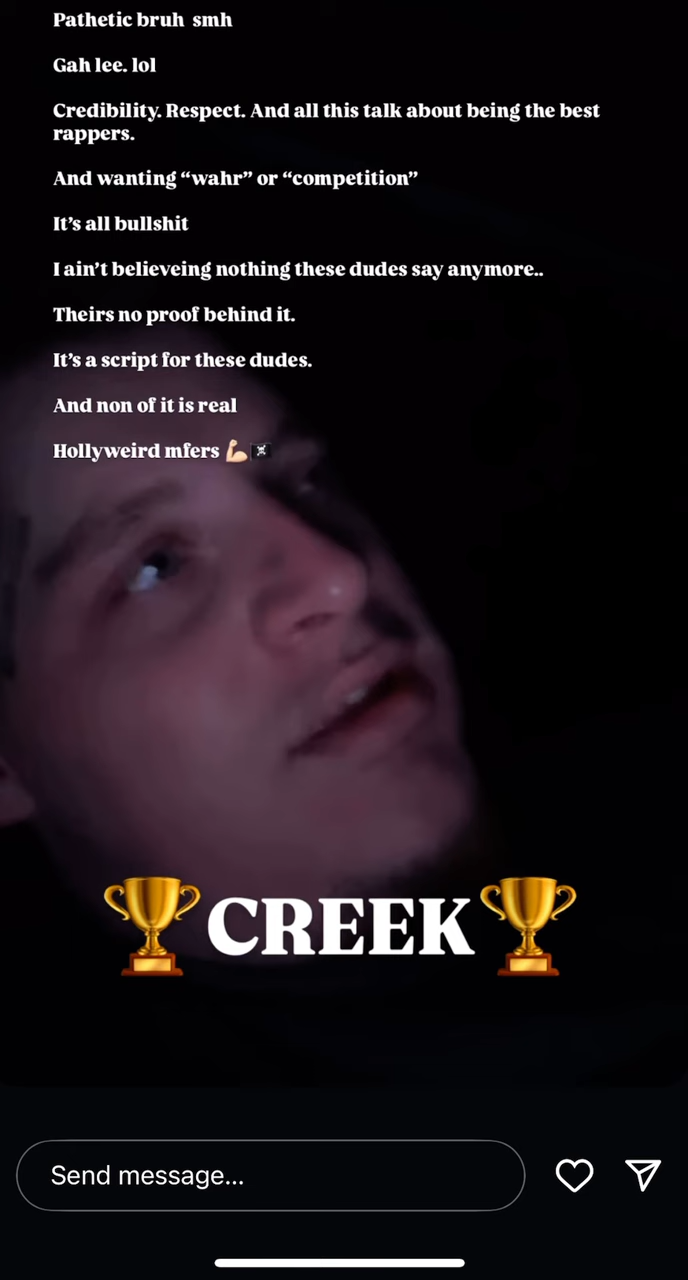 Pathetic bruh  smh
Gah lee. lol
Credibility. Respect. And all this talk about being the best
rappers.
And wanting “wahr” or “competition”
It’s all bullshit
I ain’t believeing nothing these dudes say anymore..
Theirs no proof behind it.
It’s a script for these dudes.
And non of it is real
Hollyweird mfers 💪🏻🏴‍☠️
🏆CREEK🏆
Send message...